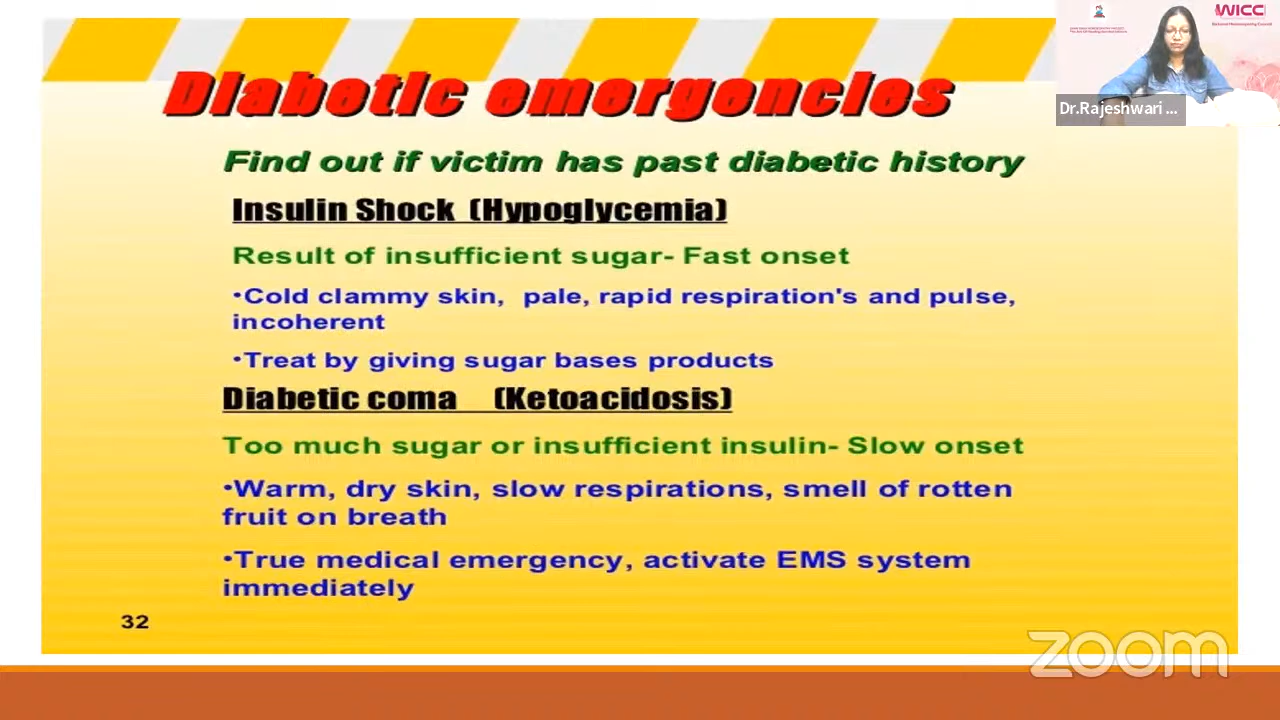 Diabetic emergencies
Find out if victim has past diabetic history
Insulin Shock (Hypoglycemia)
Result of insufficient sugar- Fast onset
•Cold clammy skin, pale, rapid respiration's and pulse,
incoherent
•Treat by giving sugar bases products
Diabetic coma (Ketoacidosis)
Too much sugar or insufficient insulin- Slow onset
•Warm, dry skin, slow respirations, smell of rotten
fruit on breath
•True medical emergency, activate EMS system
immediately
32
WICCI
Dr.Rajeshwari ...
zoom